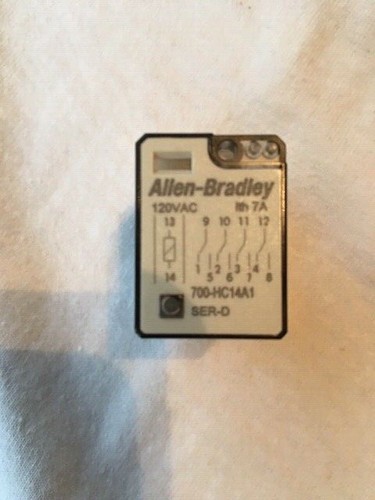 Allen-Bradley
120VAC Ith 7A
13 9 10 11 12
1 2 3 4
14 5 6 7 8
700-HC14A1
SER-D